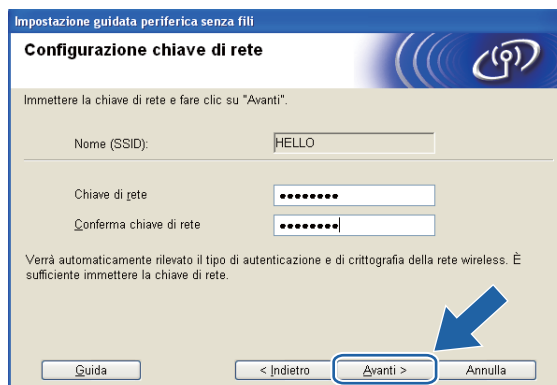 Impostazione guidata periferica senza fili
Configurazione chiave di rete
Immettere la chiave di rete e fare clic su "Avanti".
Nome (SSID): HELLO
Chiave di rete ●●●●●●●●
Conferma chiave di rete ●●●●●●●●
Verrà automaticamente rilevato il tipo di autenticazione e di crittografia della rete wireless. È
sufficiente immettere la chiave di rete.
Guida < Indietro Avanti > Annulla